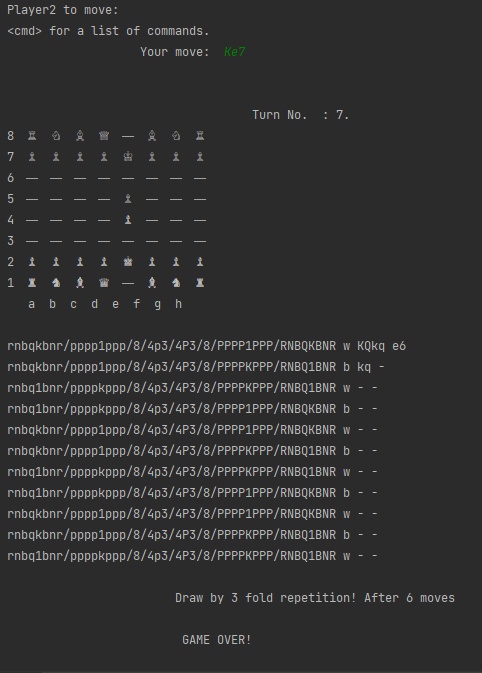 Player2 to move:
<cmd> for a list of commands.
Your move:  Ke7
Turn No.  : 7.
8  ♖  ♘  ♗  ♕  —  ♗  ♘  ♖
7  ♝  ♝  ♝  ♝  ♔  ♝  ♝  ♝
6  —  —  —  —  —  —  —  —
5  —  —  —  —  ♝  —  —  —
4  —  —  —  —  ♝  —  —  —
3  —  —  —  —  —  —  —  —
2  ♝  ♝  ♝  ♝  ♚  ♝  ♝  ♝
1  ♜  ♞  ♝  ♛  —  ♝  ♞  ♜
a  b  c  d  e  f  g  h
rnbqkbnr/pppp1ppp/8/4p3/4P3/8/PPPP1PPP/RNBQKBNR w KQkq e6
rnbqkbnr/pppp1ppp/8/4p3/4P3/8/PPPPKPPP/RNBQ1BNR b kq -
rnbq1bnr/ppppkppp/8/4p3/4P3/8/PPPPKPPP/RNBQ1BNR w - -
rnbq1bnr/ppppkppp/8/4p3/4P3/8/PPPP1PPP/RNBQKBNR b - -
rnbqkbnr/pppp1ppp/8/4p3/4P3/8/PPPP1PPP/RNBQKBNR w - -
rnbqkbnr/pppp1ppp/8/4p3/4P3/8/PPPPKPPP/RNBQ1BNR b - -
rnbq1bnr/ppppkppp/8/4p3/4P3/8/PPPPKPPP/RNBQ1BNR w - -
rnbq1bnr/ppppkppp/8/4p3/4P3/8/PPPP1PPP/RNBQKBNR b - -
rnbqkbnr/pppp1ppp/8/4p3/4P3/8/PPPP1PPP/RNBQKBNR w - -
rnbqkbnr/pppp1ppp/8/4p3/4P3/8/PPPPKPPP/RNBQ1BNR b - -
rnbq1bnr/ppppkppp/8/4p3/4P3/8/PPPPKPPP/RNBQ1BNR w - -
Draw by 3 fold repetition! After 6 moves
GAME OVER!